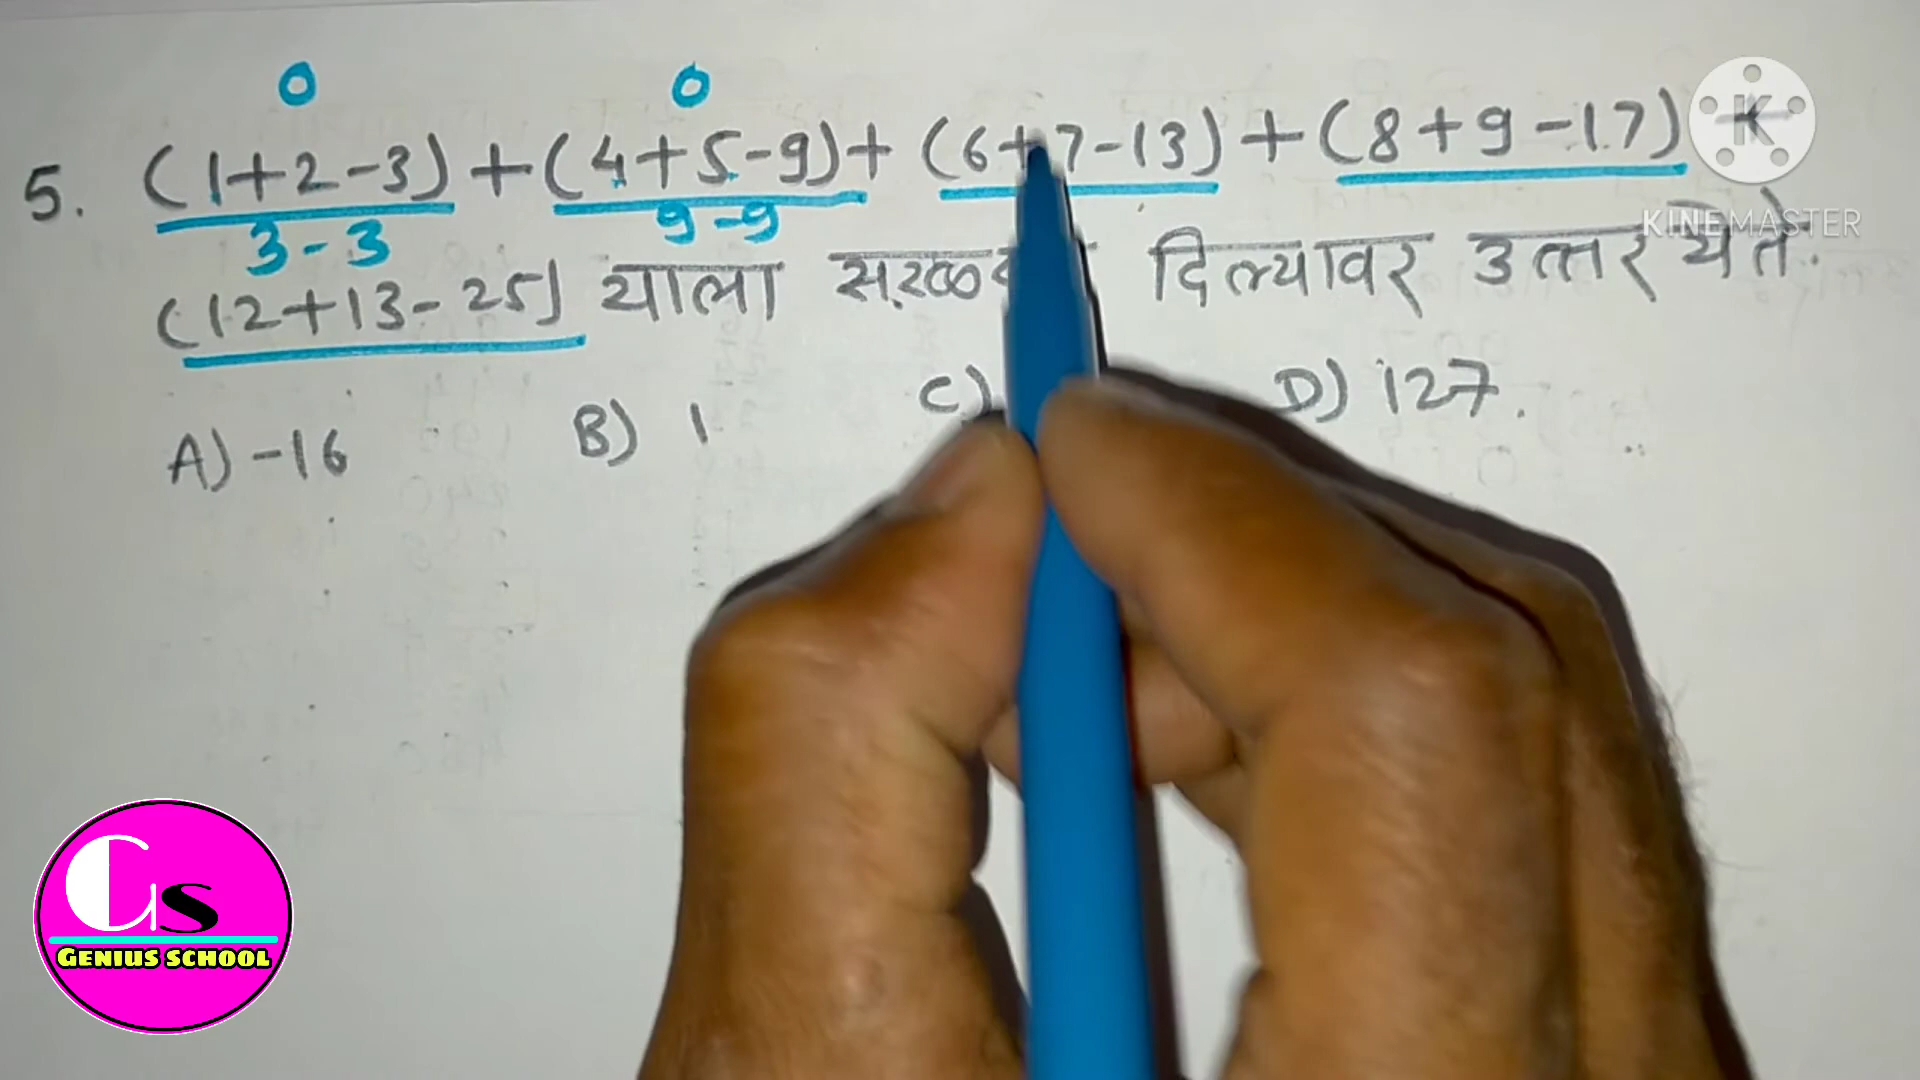 0 0
5. (1+2-3) + (4+5-9) + (6+7-13) + (8+9-17) +
3-3 9-9
(12+13-25) याला दिल्यावर उत्तर येते.
A) -16 B) 1 C) D) 127.
K
KINEMASTER
GS
GENIUS SCHOOL